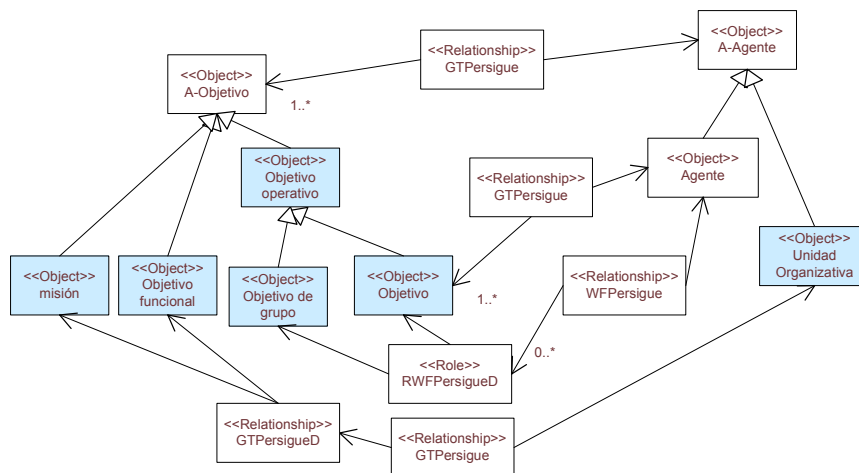 <<Object>>
A-Agente
<<Relationship>>
GTPersigue
<<Object>>
A-Objetivo
1..*
<<Object>>
Objetivo
operativo
<<Relationship>>
GTPersigue
<<Object>>
Agente
<<Object>>
misión
<<Object>>
Objetivo
funcional
<<Object>>
Objetivo de
grupo
<<Object>>
Objetivo
1..*
<<Relationship>>
WFPersigue
<<Object>>
Unidad
Organizativa
<<Role>>
RWFPersigueD
0..*
<<Relationship>>
GTPersigueD
<<Relationship>>
GTPersigue